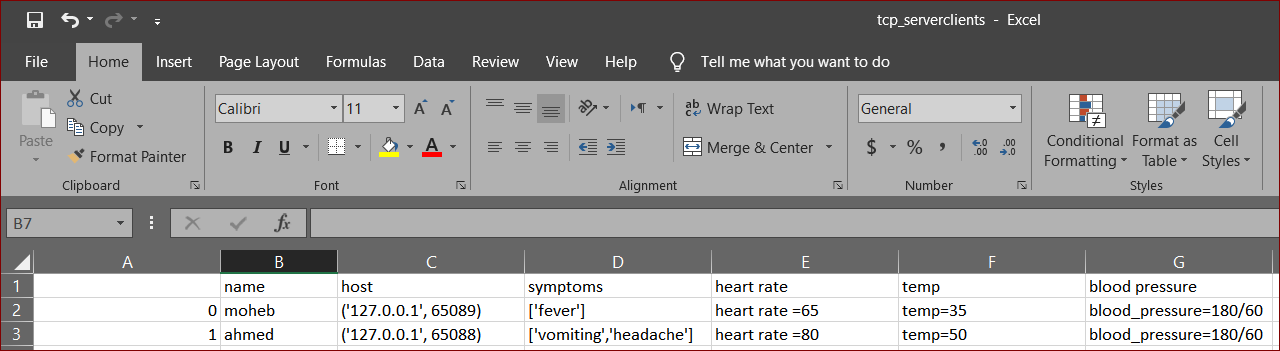 tcp_serverclients - Excel
File Home Insert Page Layout Formulas Data Review View Help Tell me what you want to do
Paste
Cut
Copy
Format Painter
Clipboard
Calibri 11 A A
B I U A
Font
ab Wrap Text
Merge & Center
Alignment
General
$ % , .0 .00 .00 .0
Number
Conditional Formatting
Format as Table
Cell Styles
Styles
B7 fx
A B C D E F G
1 name host symptoms heart rate temp blood pressure
2 0 moheb ('127.0.0.1', 65089) ['fever'] heart rate =65 temp=35 blood_pressure=180/60
3 1 ahmed ('127.0.0.1', 65088) ['vomiting','headache'] heart rate =80 temp=50 blood_pressure=180/60